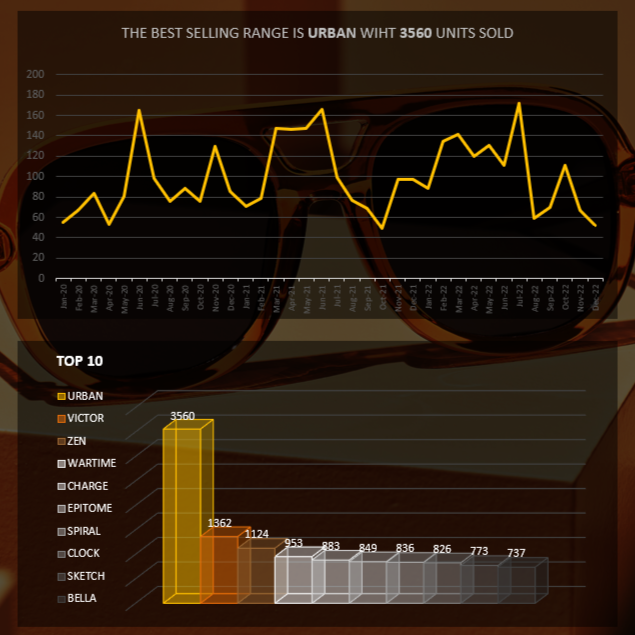 THE BEST SELLING RANGE IS URBAN WIHT 3560 UNITS SOLD
200
180
160
140
120
100
80
60
40
20
0
Jan-20 Feb-20 Mar-20 Apr-20 May-20 Jun-20 Jul-20 Aug-20 Sep-20 Oct-20 Nov-20 Dec-20 Jan-21 Feb-21 Mar-21 Apr-21 May-21 Jun-21 Jul-21 Aug-21 Sep-21 Oct-21 Nov-21 Dec-21 Jan-22 Feb-22 Mar-22 Apr-22 May-22 Jun-22 Jul-22 Aug-22 Sep-22 Oct-22 Nov-22 Dec-22
TOP 10
URBAN
VICTOR
ZEN
WARTIME
CHARGE
EPITOME
SPIRAL
CLOCK
SKETCH
BELLA
3560
1362
1124
953
883
849
836
826
773
737